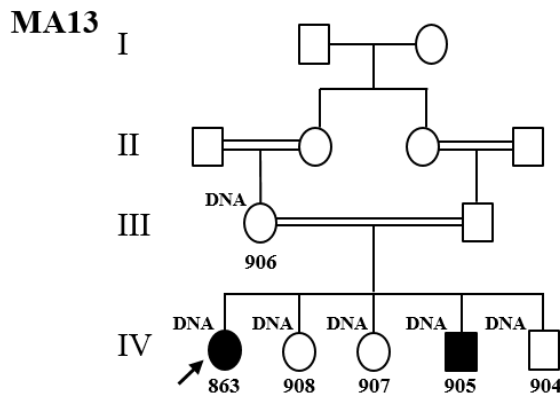 MA13
I
II
DNA
III
906
DNA DNA DNA DNA DNA
IV
863 908 907 905 904